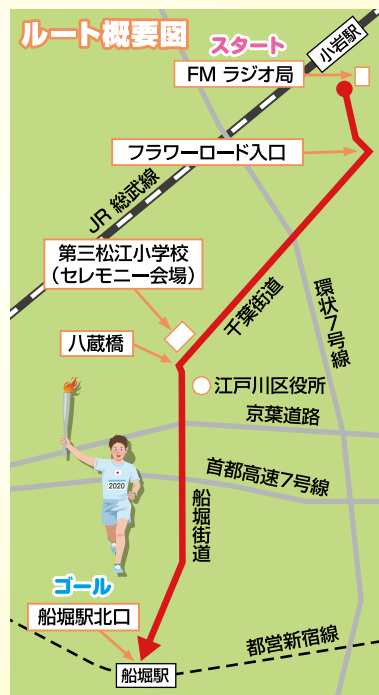 ルート概要図
スタート
小岩駅
FM ラジオ局
フラワーロード入口
JR 総武線
第三松江小学校
（セレモニー会場）
千葉街道
環状7号線
八蔵橋
江戸川区役所
京葉道路
首都高速7号線
2020
船堀街道
ゴール
船堀駅北口
都営新宿線
船堀駅